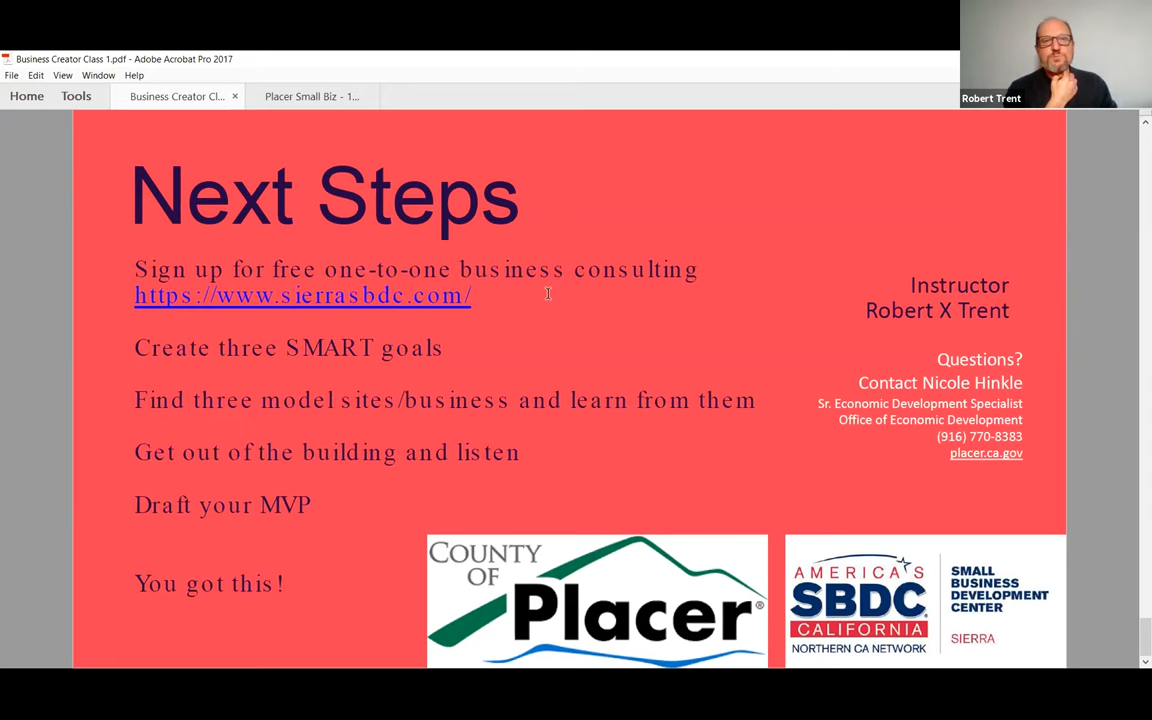 Business Creator Class 1.pdf - Adobe Acrobat Pro 2017
File Edit View Window Help
Home Tools Business Creator Cl... × Placer Small Biz - 1...
Robert Trent
Next Steps
Sign up for free one-to-one business consulting
https://www.sierrasbdc.com/
Create three SMART goals
Find three model sites/business and learn from them
Get out of the building and listen
Draft your MVP
You got this!
Instructor
Robert X Trent
Questions?
Contact Nicole Hinkle
Sr. Economic Development Specialist
Office of Economic Development
(916) 770-8383
placer.ca.gov
COUNTY
OF
Placer®
AMERICA'S
SBDC
CALIFORNIA
NORTHERN CA NETWORK
SMALL
BUSINESS
DEVELOPMENT
CENTER
SIERRA